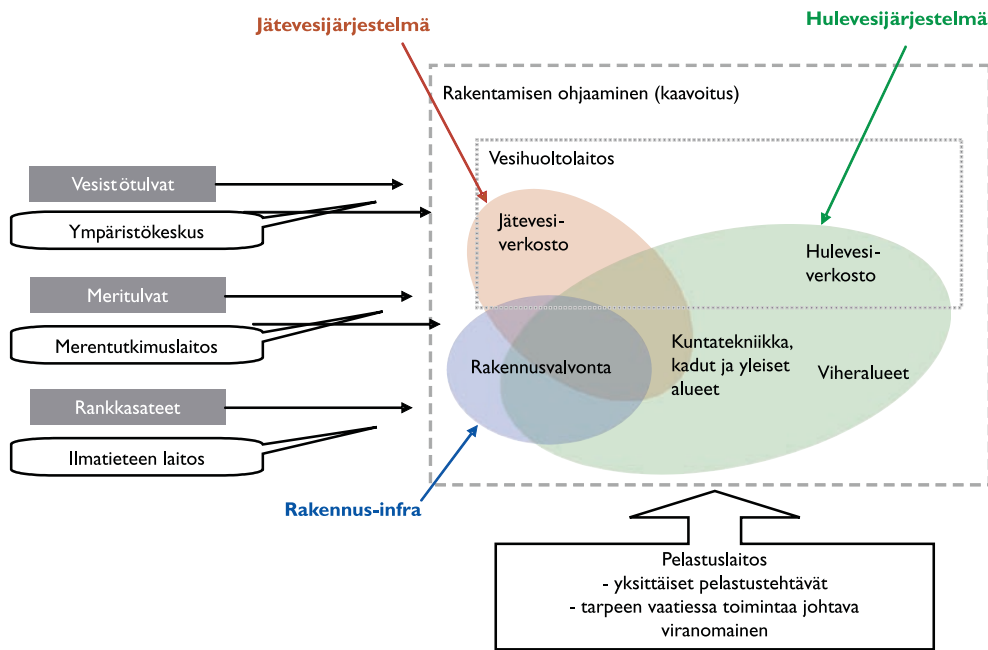 Jätevesijärjestelmä
Hulevesijärjestelmä
Rakentamisen ohjaaminen (kaavoitus)
Vesihuoltolaitos
Vesistötulvat
Ympäristökeskus
Jätevesi-
verkosto
Hulevesi-
verkosto
Meritulvat
Merentutkimuslaitos
Rakennusvalvonta
Kuntatekniikka,
kadut ja yleiset
alueet
Viheralueet
Rankkasateet
Ilmatieteen laitos
Rakennus-infra
Pelastuslaitos
- yksittäiset pelastustehtävät
- tarpeen vaatiessa toimintaa johtava
viranomainen